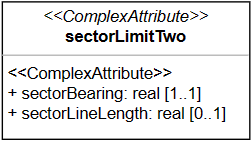 <<ComplexAttribute>>
sectorLimitTwo
<<ComplexAttribute>>
+ sectorBearing: real [1..1]
+ sectorLineLength: real [0..1]